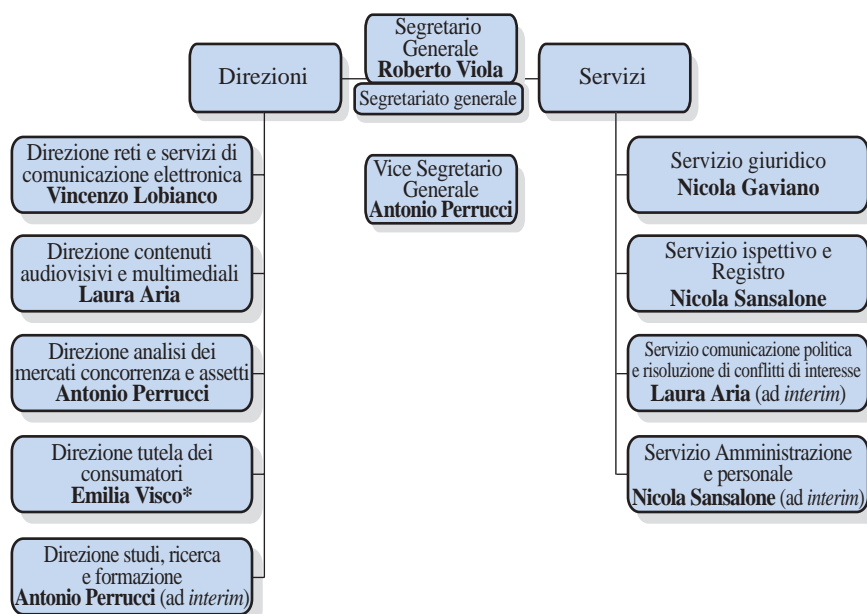 Segretario
Generale
Roberto Viola
Segretariato generale
Direzioni
Servizi
Vice Segretario
Generale
Antonio Perrucci
Direzione reti e servizi di
comunicazione elettronica
Vincenzo Lobianco
Direzione contenuti
audiovisivi e multimediali
Laura Aria
Direzione analisi dei
mercati concorrenza e assetti
Antonio Perrucci
Direzione tutela dei
consumatori
Emilia Visco*
Direzione studi, ricerca
e formazione
Antonio Perrucci (ad interim)
Servizio giuridico
Nicola Gaviano
Servizio ispettivo e
Registro
Nicola Sansalone
Servizio comunicazione politica
e risoluzione di conflitti di interesse
Laura Aria (ad interim)
Servizio Amministrazione
e personale
Nicola Sansalone (ad interim)